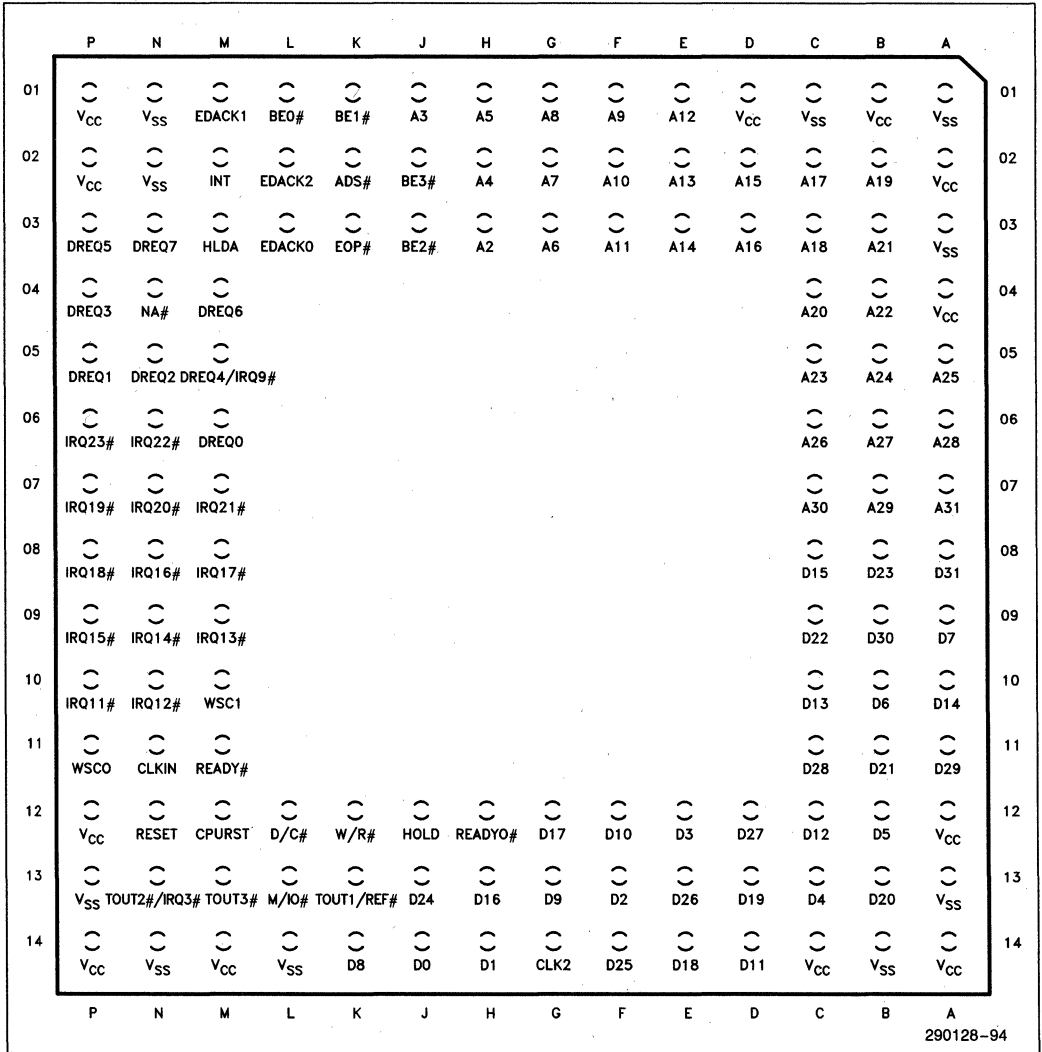 P N M L K J H G F E D C B A
01 01
VCC VSS EDACK1 BE0# BE1# A3 A5 A8 A9 A12 VCC VSS VCC VSS
02 02
VCC VSS INT EDACK2 ADS# BE3# A4 A7 A10 A13 A15 A17 A19 VCC
03 03
DREQ5 DREQ7 HLDA EDACK0 EOP# BE2# A2 A6 A11 A14 A16 A18 A21 VSS
04 04
DREQ3 NA# DREQ6 A20 A22 VCC
05 05
DREQ1 DREQ2 DREQ4/IRQ9# A23 A24 A25
06 06
IRQ23# IRQ22# DREQ0 A26 A27 A28
07 07
IRQ19# IRQ20# IRQ21# A30 A29 A31
08 08
IRQ18# IRQ16# IRQ17# D15 D23 D31
09 09
IRQ15# IRQ14# IRQ13# D22 D30 D7
10 10
IRQ11# IRQ12# WSC1 D13 D6 D14
11 11
WSC0 CLKIN READY# D28 D21 D29
12 12
VCC RESET CPURST D/C# W/R# HOLD READYO# D17 D10 D3 D27 D12 D5 VCC
13 13
VSS TOUT2#/IRQ3# TOUT3# M/IO# TOUT1/REF# D24 D16 D9 D2 D26 D19 D4 D20 VSS
14 14
VCC VSS VCC VSS D8 D0 D1 CLK2 D25 D18 D11 VCC VSS VCC
P N M L K J H G F E D C B A
290128-94